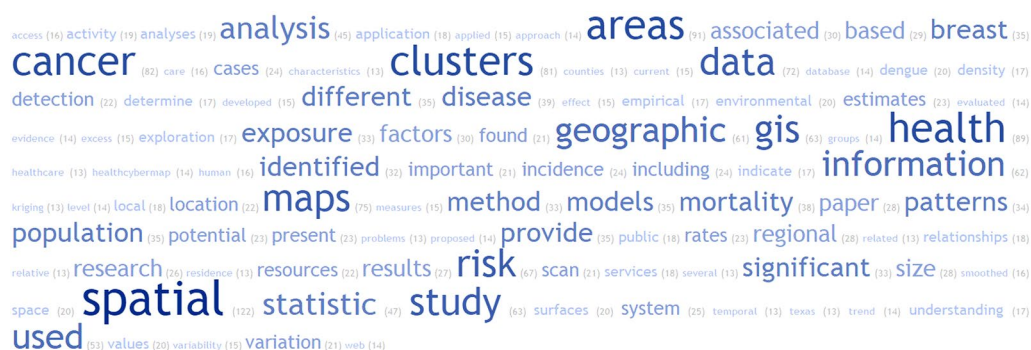 access (16) activity (19) analyses (19) analysis (45) application (18) applied (15) approach (14) areas (91) associated (30) based (29) breast (35)
cancer (82) care (16) cases (24) characteristics (13) clusters (81) counties (13) current (15) data (72) database (14) dengue (20) density (17)
detection (22) determine (17) developed (15) different (35) disease (39) effect (15) empirical (17) environmental (20) estimates (23) evaluated (14)
evidence (14) excess (15) exploration (17) exposure (33) factors (30) found (21) geographic (61) gis (63) groups (14) health (89)
healthcare (13) healthcybermap (14) human (16) identified (32) important (21) incidence (24) including (24) indicate (17) information (62)
kriging (13) level (14) local (18) location (22) maps (75) measures (15) method (33) models (35) mortality (38) paper (28) patterns (34)
population (35) potential (23) present (23) problems (13) proposed (14) provide (35) public (18) rates (23) regional (28) related (13) relationships (18)
relative (13) research (26) residence (13) resources (22) results (27) risk (67) scan (21) services (18) several (13) significant (33) size (28) smoothed (16)
space (20) spatial (122) statistic (47) study (63) surfaces (20) system (25) temporal (13) texas (13) trend (14) understanding (17)
used (53) values (20) variability (15) variation (21) web (14)